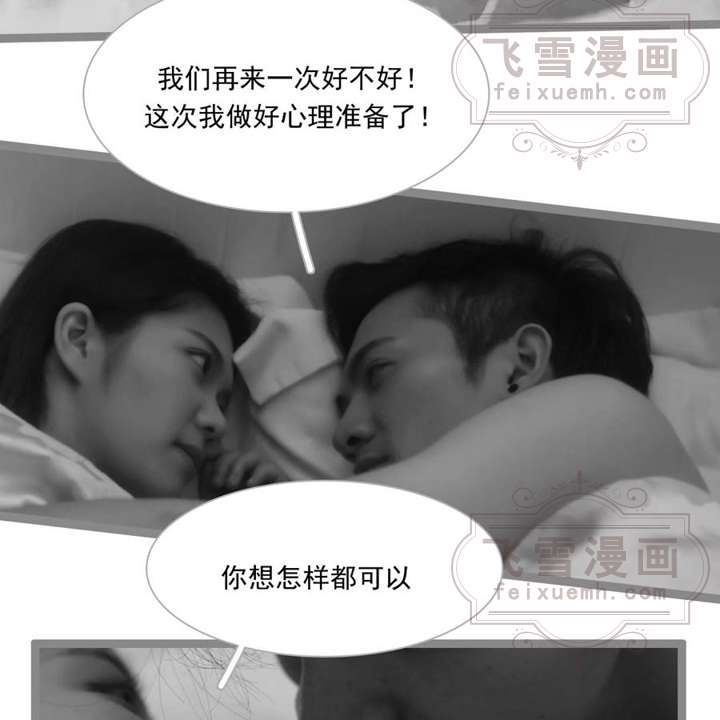 飞雪漫画
feixuemh.com
我们再来一次好不好！
这次我做好心理准备了！
飞雪漫画
feixuemh.com
你想怎样都可以